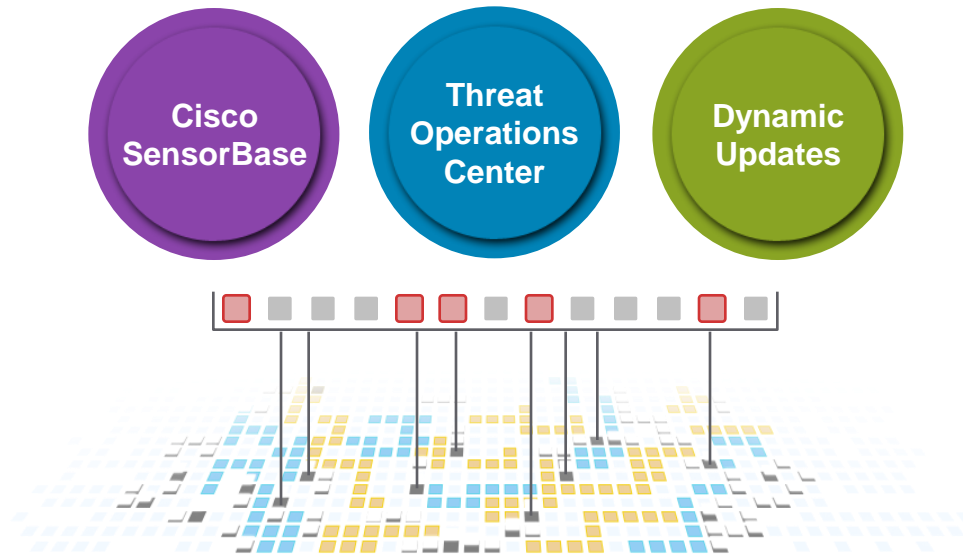 Cisco
SensorBase
Threat
Operations
Center
Dynamic
Updates